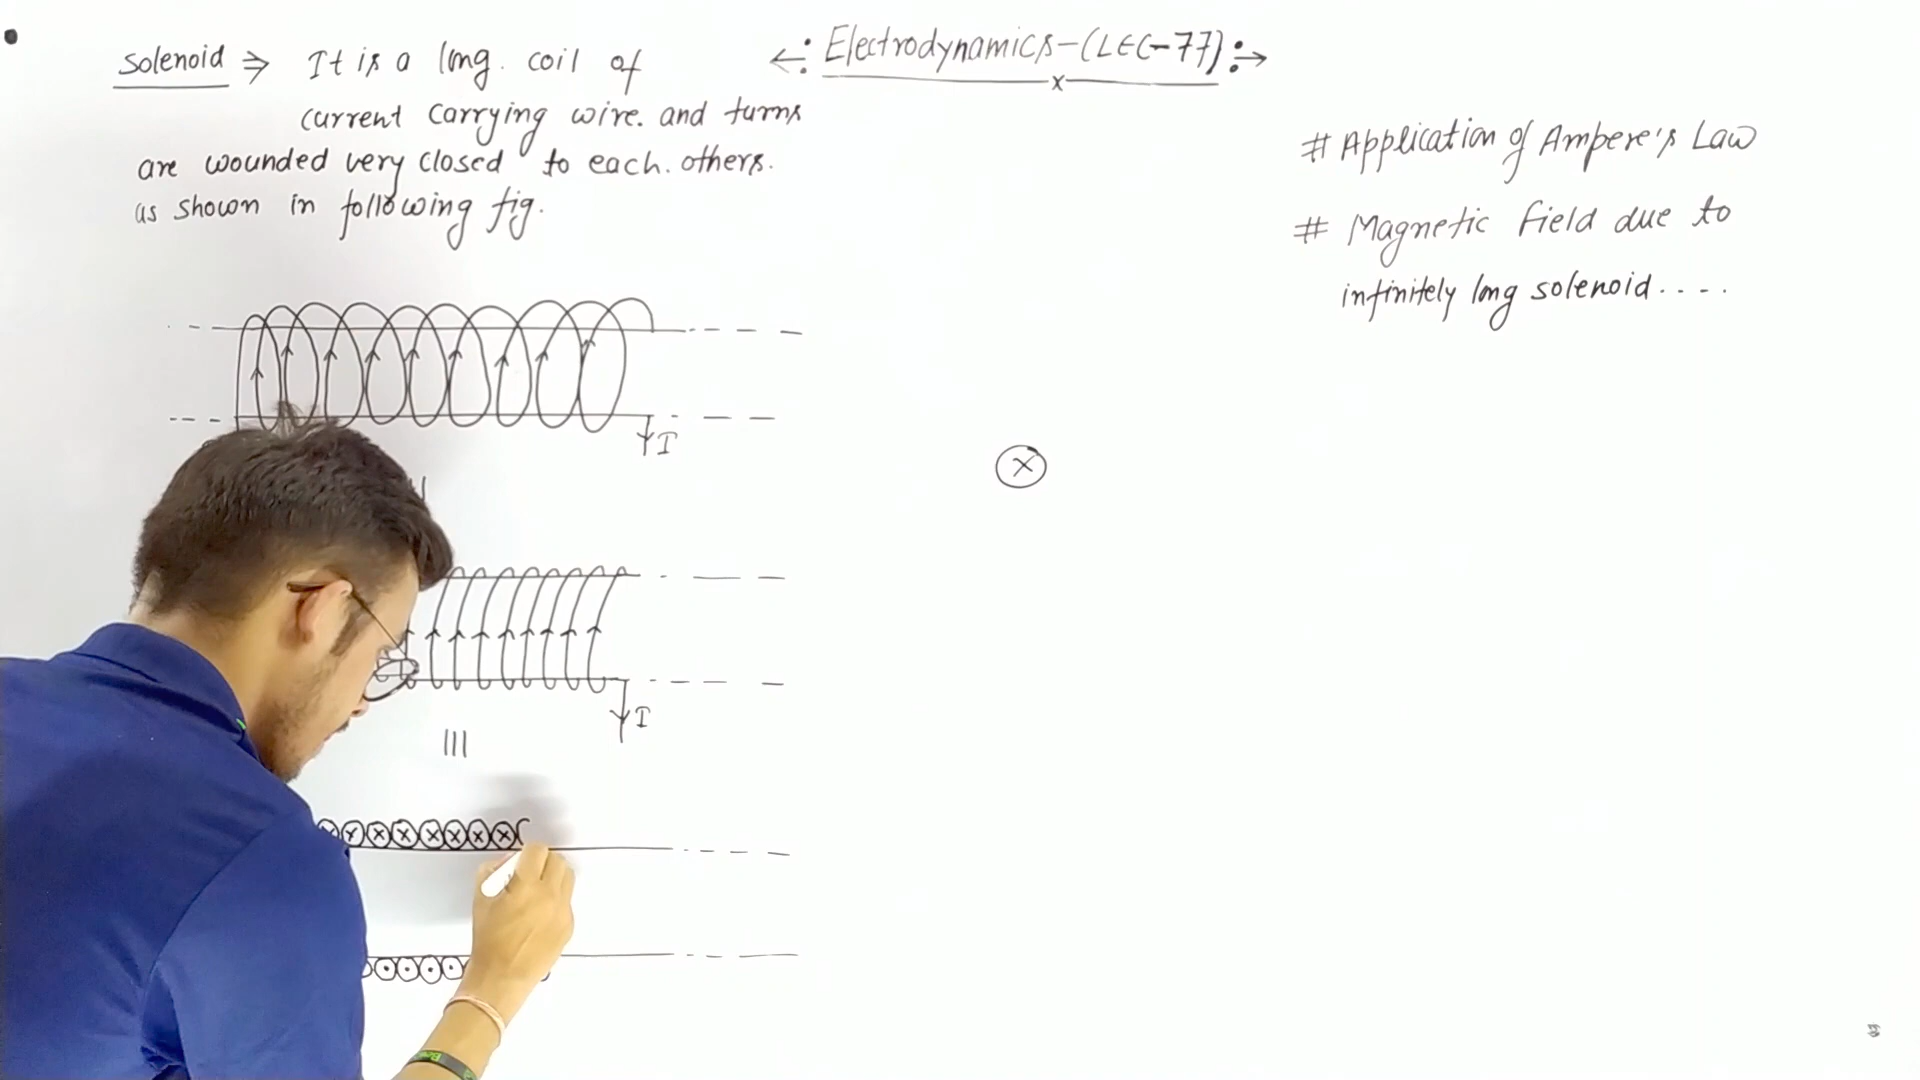 Solenoid ⇒ It is a long. coil of
current carrying wire. and turns
are wounded very closed to each. others.
as shown in following fig.
←: Electrodynamics-(LEC-77) :→
x
# Application of Ampere's Law
# Magnetic field due to
infinitely long solenoid....
I
I